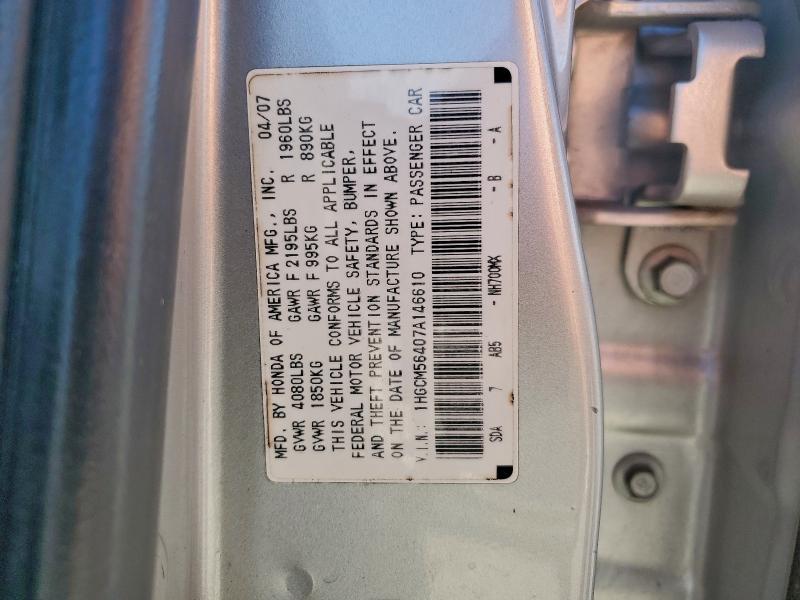 MFD. BY HONDA OF AMERICA MFG., INC. 04/07
GVWR 4080LBS GAWR F 2195LBS R 1960LBS
GVWR 1850KG GAWR F 995KG R 890KG
THIS VEHICLE CONFORMS TO ALL APPLICABLE
FEDERAL MOTOR VEHICLE SAFETY, BUMPER,
AND THEFT PREVENTION STANDARDS IN EFFECT
ON THE DATE OF MANUFACTURE SHOWN ABOVE.
V.I.N.: 1HGCM56407A146610 TYPE: PASSENGER CAR
SDA 7 AB5 - NH700MX - B - A